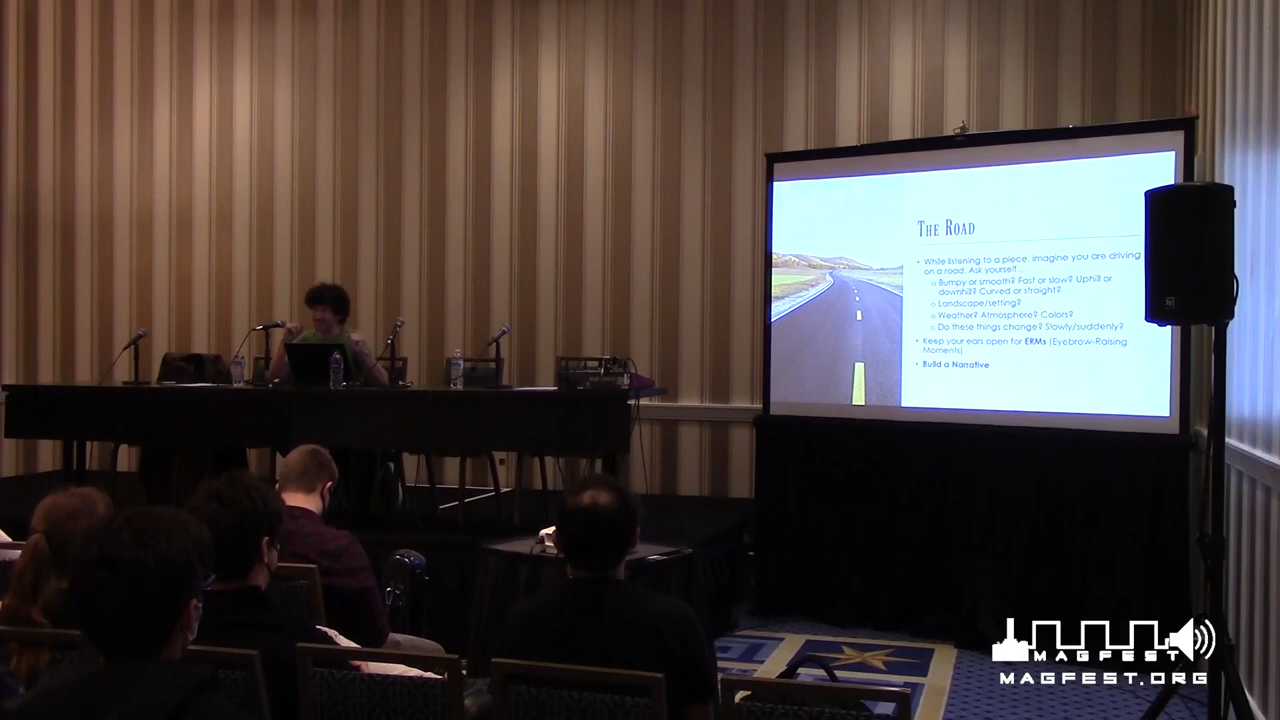 THE ROAD
• While listening to a piece, imagine you are driving
on a road. Ask yourself...
o Bumpy or smooth? Fast or slow? Uphill or
downhill? Curved or straight?
o Landscape/setting?
o Weather? Atmosphere? Colors?
o Do these things change? Slowly/suddenly?
• Keep your ears open for ERMs (Eyebrow-Raising
Moments)
• Build a Narrative
MAGFEST
MAGFEST.ORG